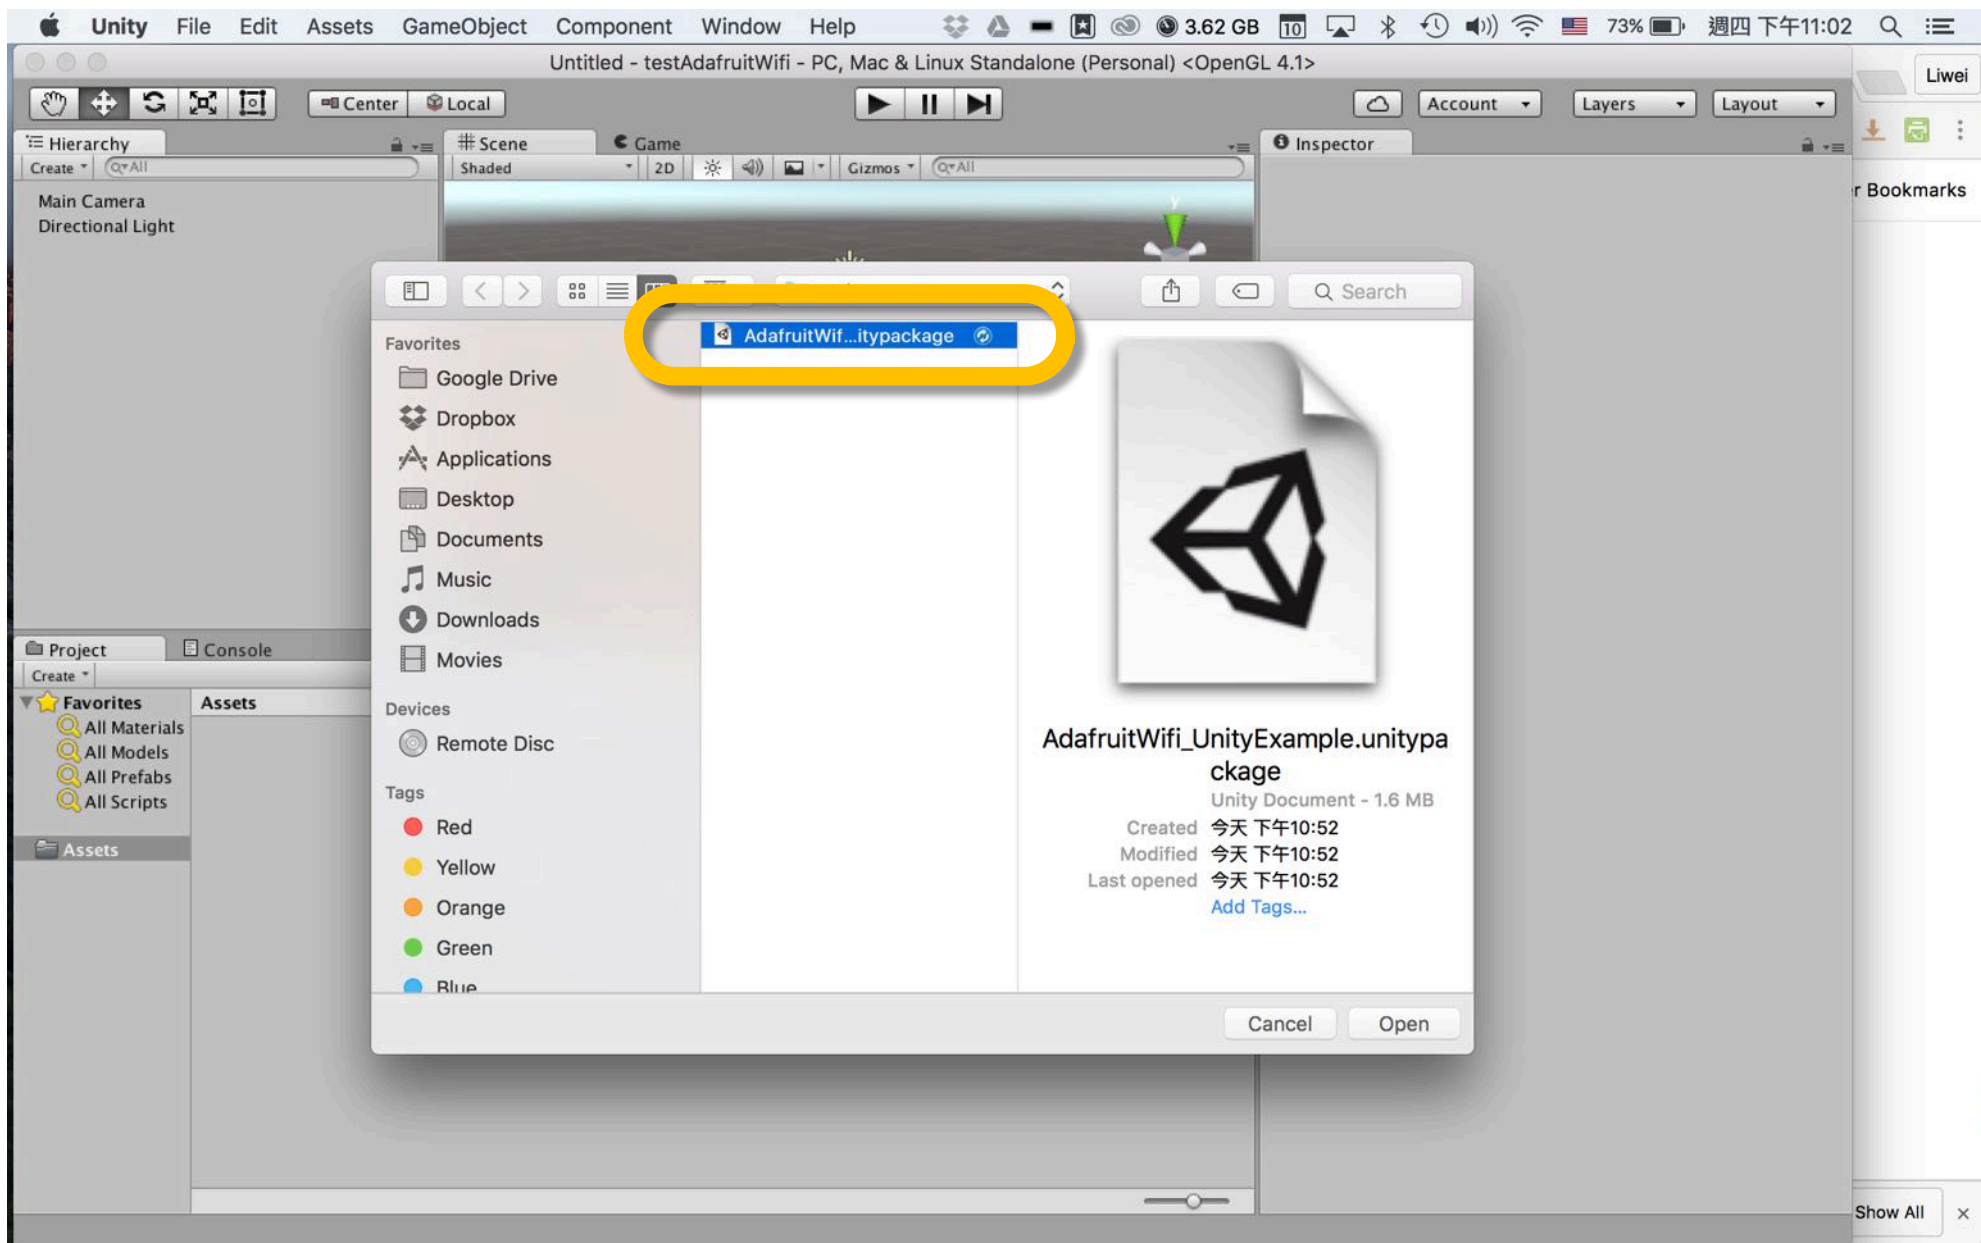 Unity File Edit Assets GameObject Component Window Help 3.62 GB 10 73% 週四 下午11:02
Untitled - testAdafruitWifi - PC, Mac & Linux Standalone (Personal) <OpenGL 4.1>
Liwei
Center Local Account Layers Layout
Hierarchy
Create All
Main Camera
Directional Light
Scene Game
Shaded 2D Gizmos All
y
Inspector
Bookmarks
Search
Favorites
Google Drive
Dropbox
Applications
Desktop
Documents
Music
Downloads
Movies
Devices
Remote Disc
Tags
Red
Yellow
Orange
Green
Blue
AdafruitWif...itypackage
AdafruitWifi_UnityExample.unitypa
ckage
Unity Document - 1.6 MB
Created 今天 下午10:52
Modified 今天 下午10:52
Last opened 今天 下午10:52
Add Tags...
Cancel Open
Project Console
Create
Favorites
All Materials
All Models
All Prefabs
All Scripts
Assets
Assets
Show All